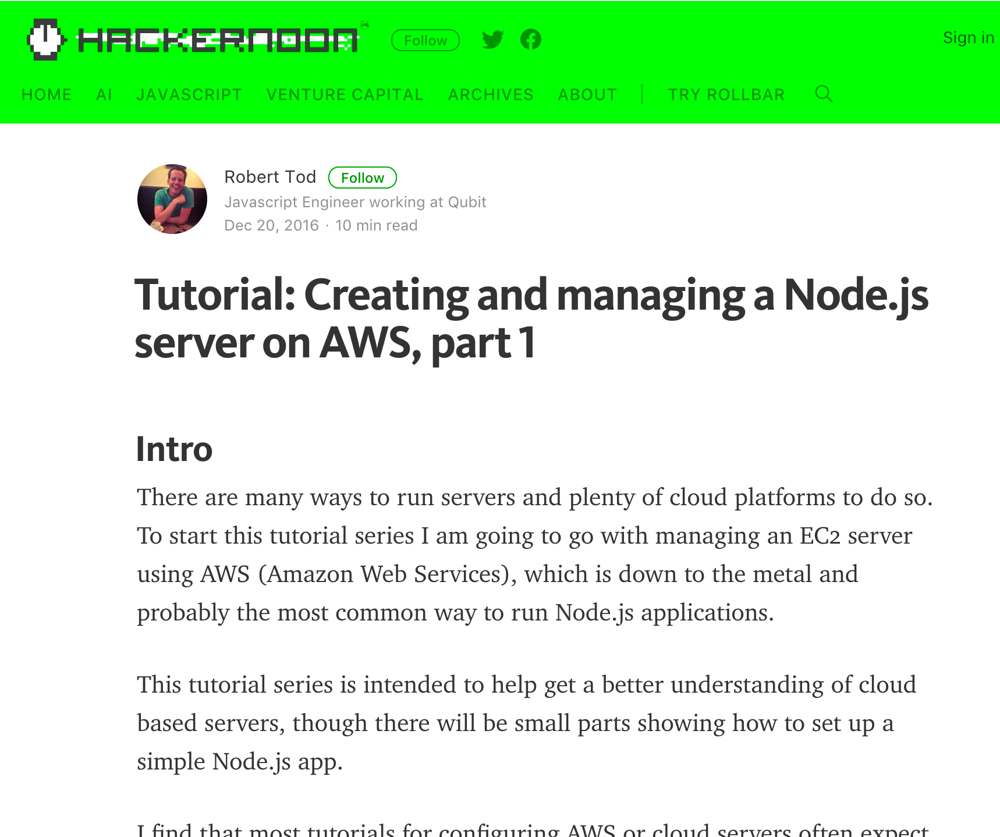 HACKERNOON
Follow
Sign in
HOME AI JAVASCRIPT VENTURE CAPITAL ARCHIVES ABOUT TRY ROLLBAR
Robert Tod Follow
Javascript Engineer working at Qubit
Dec 20, 2016 · 10 min read
Tutorial: Creating and managing a Node.js
server on AWS, part 1
Intro
There are many ways to run servers and plenty of cloud platforms to do so.
To start this tutorial series I am going to go with managing an EC2 server
using AWS (Amazon Web Services), which is down to the metal and
probably the most common way to run Node.js applications.
This tutorial series is intended to help get a better understanding of cloud
based servers, though there will be small parts showing how to set up a
simple Node.js app.
I find that most tutorials for configuring AWS or cloud servers often expect